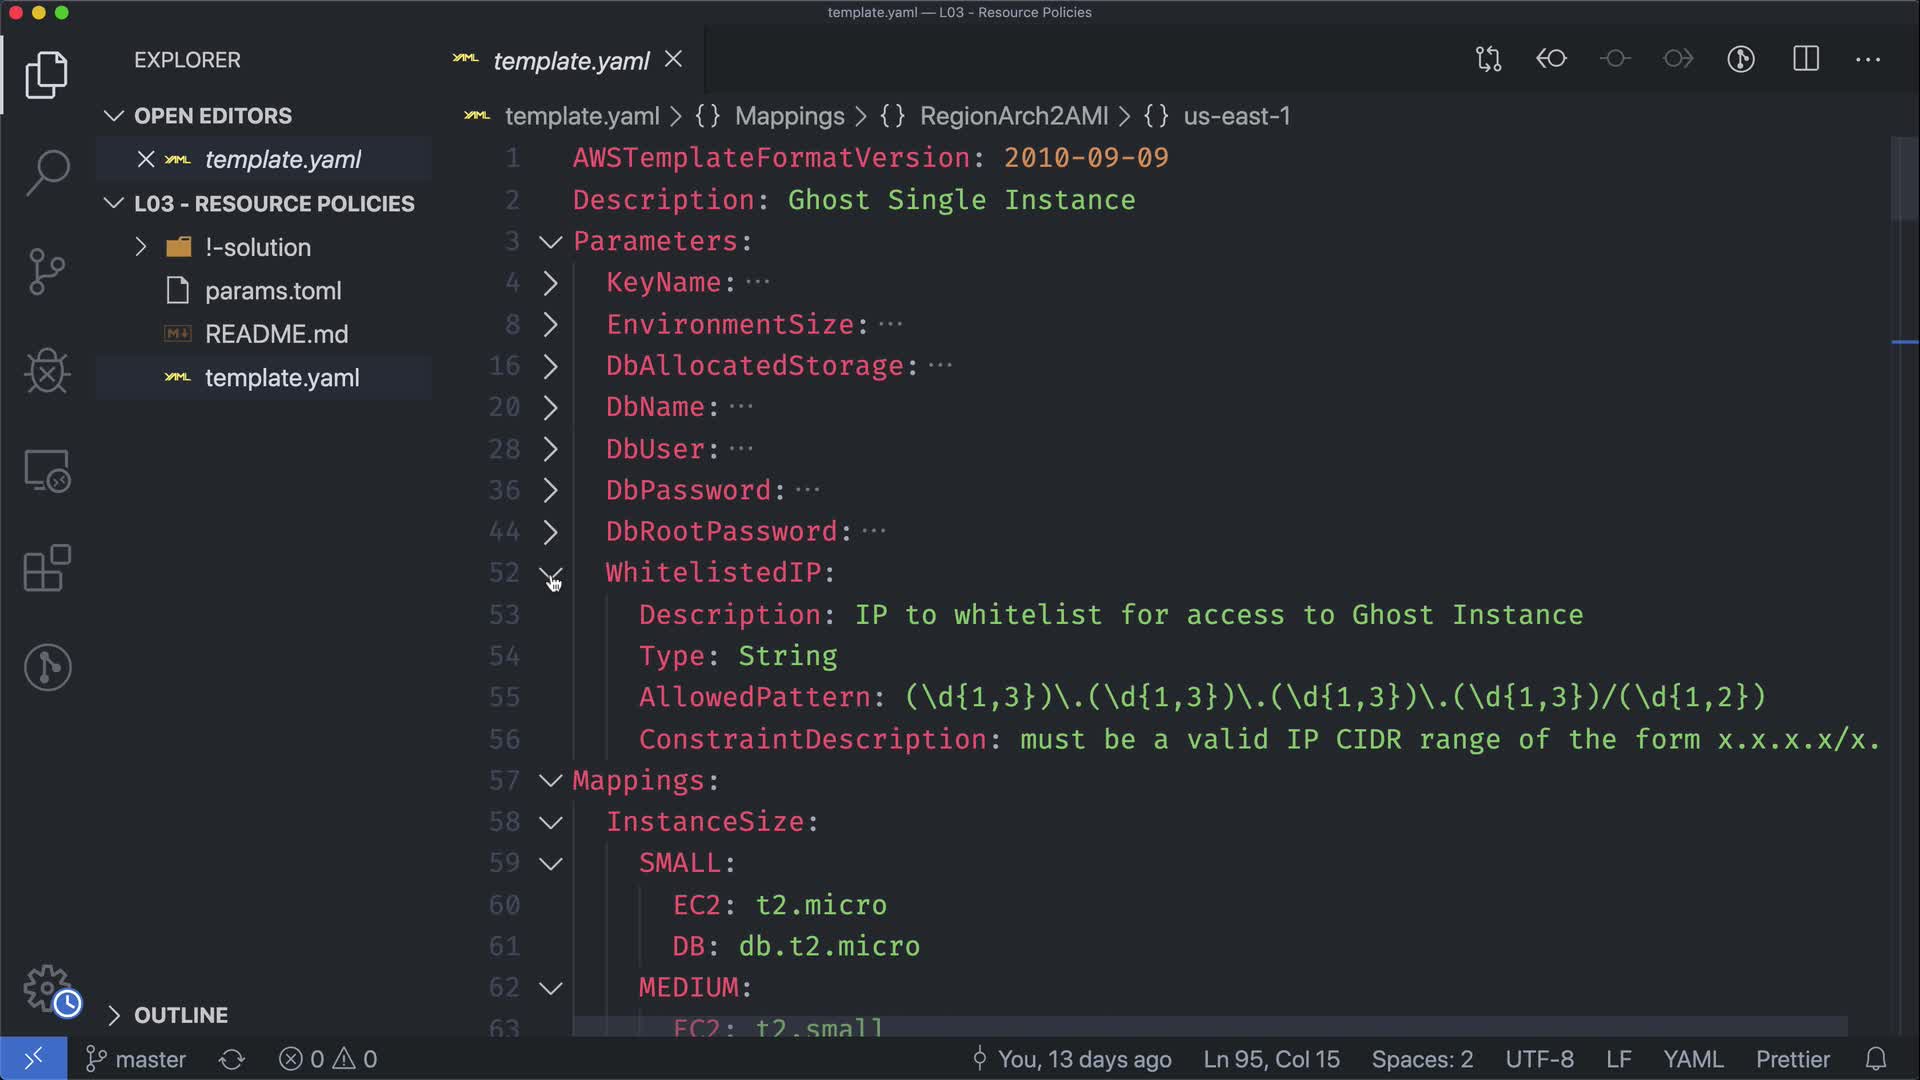 template.yaml — L03 - Resource Policies
EXPLORER
OPEN EDITORS
YAML template.yaml
L03 - RESOURCE POLICIES
!-solution
params.toml
M↓ README.md
YAML template.yaml
OUTLINE
YAML template.yaml
YAML template.yaml > {} Mappings > {} RegionArch2AMI > {} us-east-1
1 AWSTemplateFormatVersion: 2010-09-09
2 Description: Ghost Single Instance
3 Parameters:
4 KeyName: ···
8 EnvironmentSize: ···
16 DbAllocatedStorage: ···
20 DbName: ···
28 DbUser: ···
36 DbPassword: ···
44 DbRootPassword: ···
52 WhitelistedIP:
53 Description: IP to whitelist for access to Ghost Instance
54 Type: String
55 AllowedPattern: (\d{1,3})\.(\d{1,3})\.(\d{1,3})\.(\d{1,3})/(\d{1,2})
56 ConstraintDescription: must be a valid IP CIDR range of the form x.x.x.x/x.
57 Mappings:
58 InstanceSize:
59 SMALL:
60 EC2: t2.micro
61 DB: db.t2.micro
62 MEDIUM:
63 EC2: t2.small
master 0 0 You, 13 days ago Ln 95, Col 15 Spaces: 2 UTF-8 LF YAML Prettier